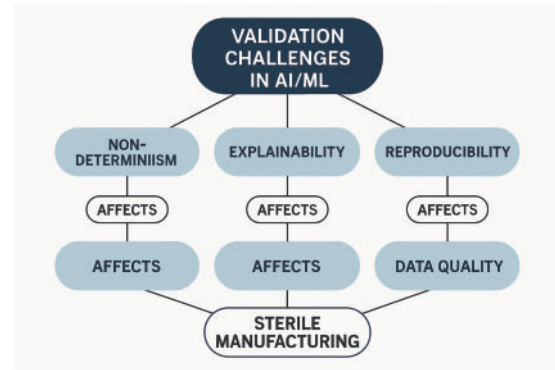 VALIDATION
CHALLENGES
IN AI/ML
NON-
DETERMINIISM
EXPLAINABILITY
REPRODUCIBILITY
AFFECTS
AFFECTS
AFFECTS
AFFECTS
AFFECTS
DATA QUALITY
STERILE
MANUFACTURING